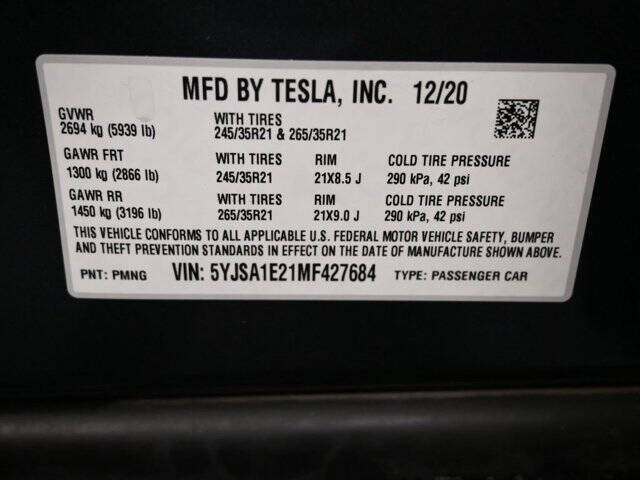 MFD BY TESLA, INC. 12/20
GVWR
2694 kg (5939 lb)
WITH TIRES
245/35R21 & 265/35R21
GAWR FRT
1300 kg (2866 lb)
WITH TIRES
245/35R21
RIM
21X8.5 J
COLD TIRE PRESSURE
290 kPa, 42 psi
GAWR RR
1450 kg (3196 lb)
WITH TIRES
265/35R21
RIM
21X9.0 J
COLD TIRE PRESSURE
290 kPa, 42 psi
THIS VEHICLE CONFORMS TO ALL APPLICABLE U.S. FEDERAL MOTOR VEHICLE SAFETY, BUMPER
AND THEFT PREVENTION STANDARDS IN EFFECT ON THE DATE OF MANUFACTURE SHOWN ABOVE.
PNT: PMNG VIN: 5YJSA1E21MF427684 TYPE: PASSENGER CAR